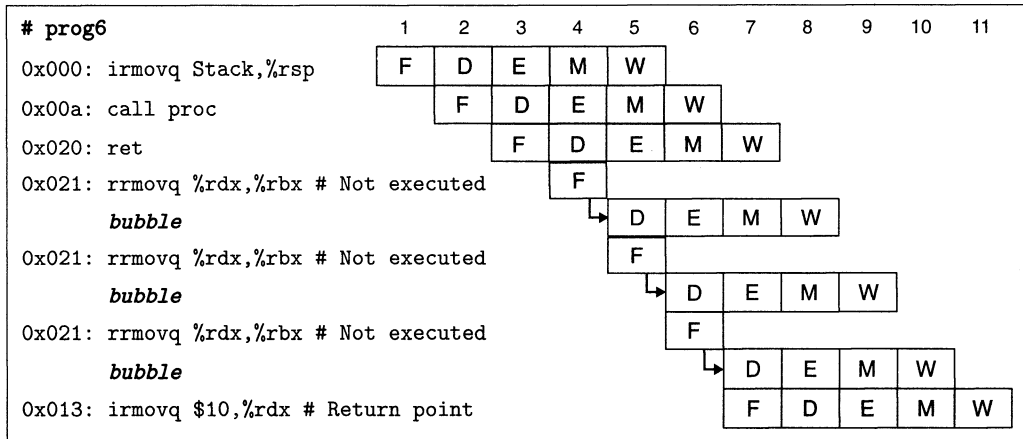 # prog6 1 2 3 4 5 6 7 8 9 10 11
0x000: irmovq Stack,%rsp F D E M W
0x00a: call proc F D E M W
0x020: ret F D E M W
0x021: rrmovq %rdx,%rbx # Not executed F
bubble D E M W
0x021: rrmovq %rdx,%rbx # Not executed F
bubble D E M W
0x021: rrmovq %rdx,%rbx # Not executed F
bubble D E M W
0x013: irmovq $10,%rdx # Return point F D E M W